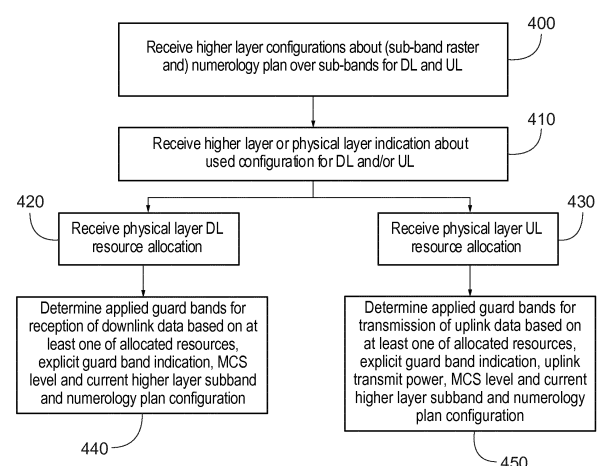 400
Receive higher layer configurations about (sub-band raster
and) numerology plan over sub-bands for DL and UL
410
Receive higher layer or physical layer indication about
used configuration for DL and/or UL
420
Receive physical layer DL
resource allocation
430
Receive physical layer UL
resource allocation
Determine applied guard bands for
reception of downlink data based on at
least one of allocated resources,
explicit guard band indication, MCS
level and current higher layer subband
and numerology plan configuration
440
Determine applied guard bands for
transmission of uplink data based on
at least one of allocated resources,
explicit guard band indication, uplink
transmit power, MCS level and current
higher layer subband and numerology
plan configuration
450